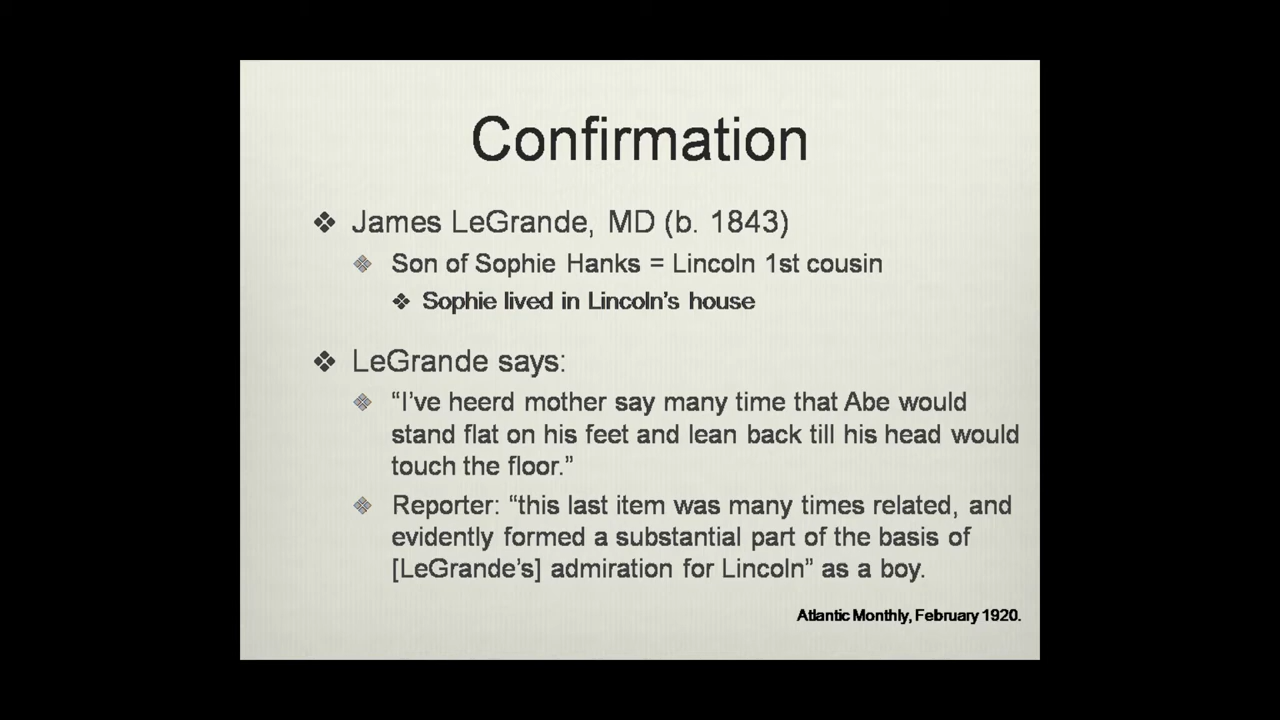 Confirmation
James LeGrande, MD (b. 1843)
Son of Sophie Hanks = Lincoln 1st cousin
Sophie lived in Lincoln’s house
LeGrande says:
“I’ve heerd mother say many time that Abe would
stand flat on his feet and lean back till his head would
touch the floor.”
Reporter: “this last item was many times related, and
evidently formed a substantial part of the basis of
[LeGrande’s] admiration for Lincoln” as a boy.
Atlantic Monthly, February 1920.